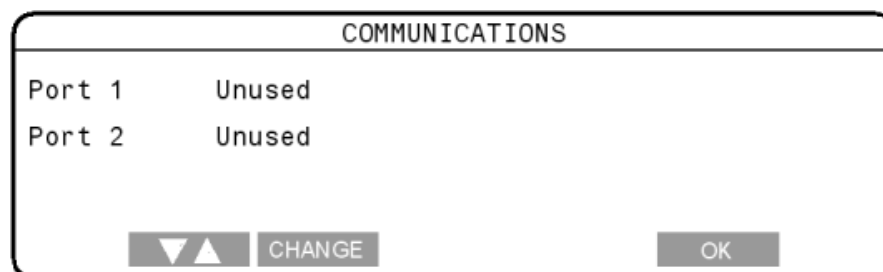 COMMUNICATIONS
Port 1 Unused
Port 2 Unused
▼▲ CHANGE OK